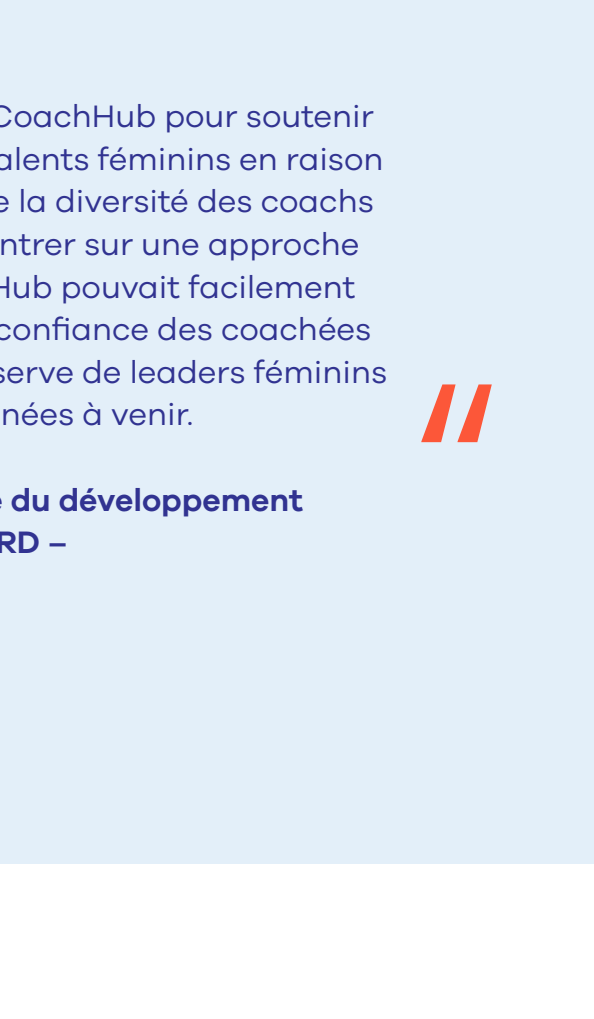 CoachHub pour soutenir
alents féminins en raison
e la diversité des coachs
ntrer sur une approche
Hub pouvait facilement
confiance des coachées
serve de leaders féminins
nées à venir.
"
e du développement
RD –